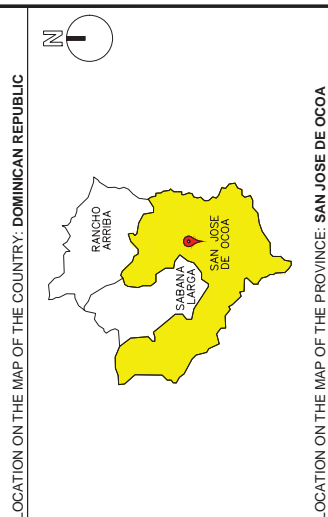 LOCATION ON THE MAP OF THE COUNTRY: DOMINICAN REPUBLIC
N
RANCHO
ARRIBA
SABANA
LARGA
SAN JOSE
DE OCOA
LOCATION ON THE MAP OF THE PROVINCE: SAN JOSE DE OCOA